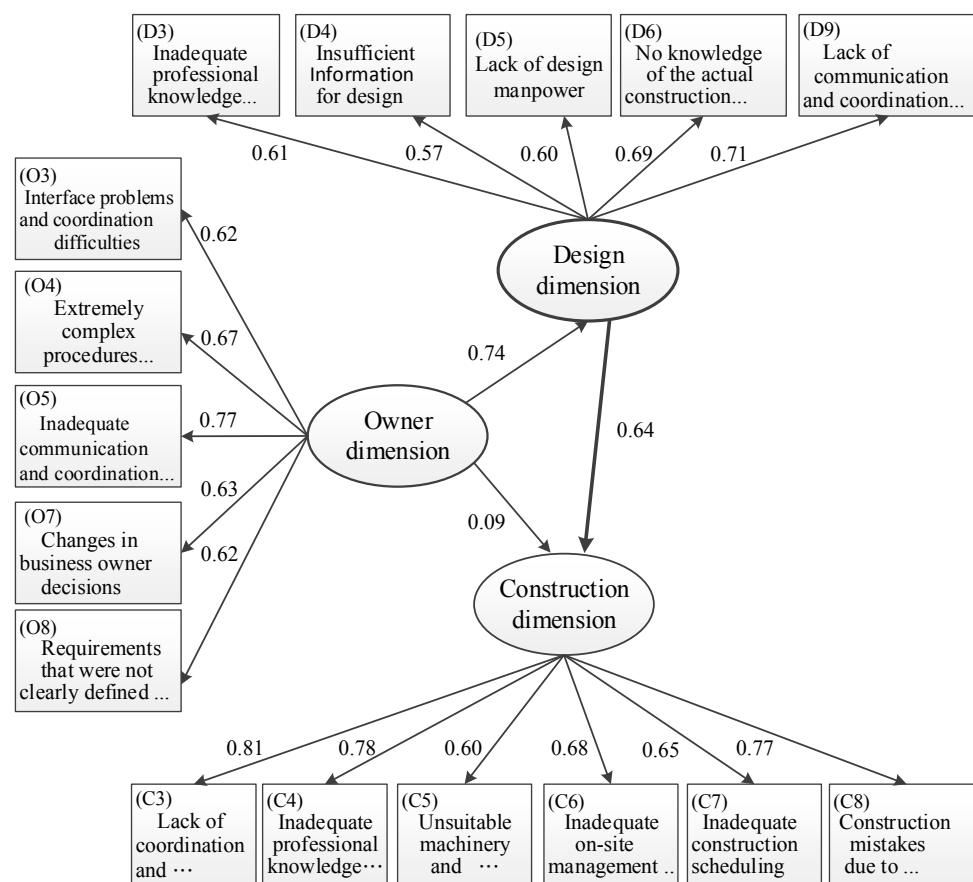 (D3)
Inadequate
professional
knowledge...
(D4)
Insufficient
Information
for design
(D5)
Lack of design
manpower
(D6)
No knowledge
of the actual
construction...
(D9)
Lack of
communication
and coordination...
0.61
0.57
0.60
0.69
0.71
(O3)
Interface problems
and coordination
difficulties
(O4)
Extremely
complex
procedures...
(O5)
Inadequate
communication
and coordination...
(O7)
Changes in
business owner
decisions
(O8)
Requirements
that were not
clearly defined ...
0.62
0.67
0.77
0.63
0.62
Design
dimension
0.74
Owner
dimension
0.64
0.09
Construction
dimension
0.81
0.78
0.60
0.68
0.65
0.77
(C3)
Lack of
coordination
and ⋯
(C4)
Inadequate
professional
knowledge⋯
(C5)
Unsuitable
machinery
and ⋯
(C6)
Inadequate
on-site
management ..
(C7)
Inadequate
construction
scheduling
(C8)
Construction
mistakes
due to ...